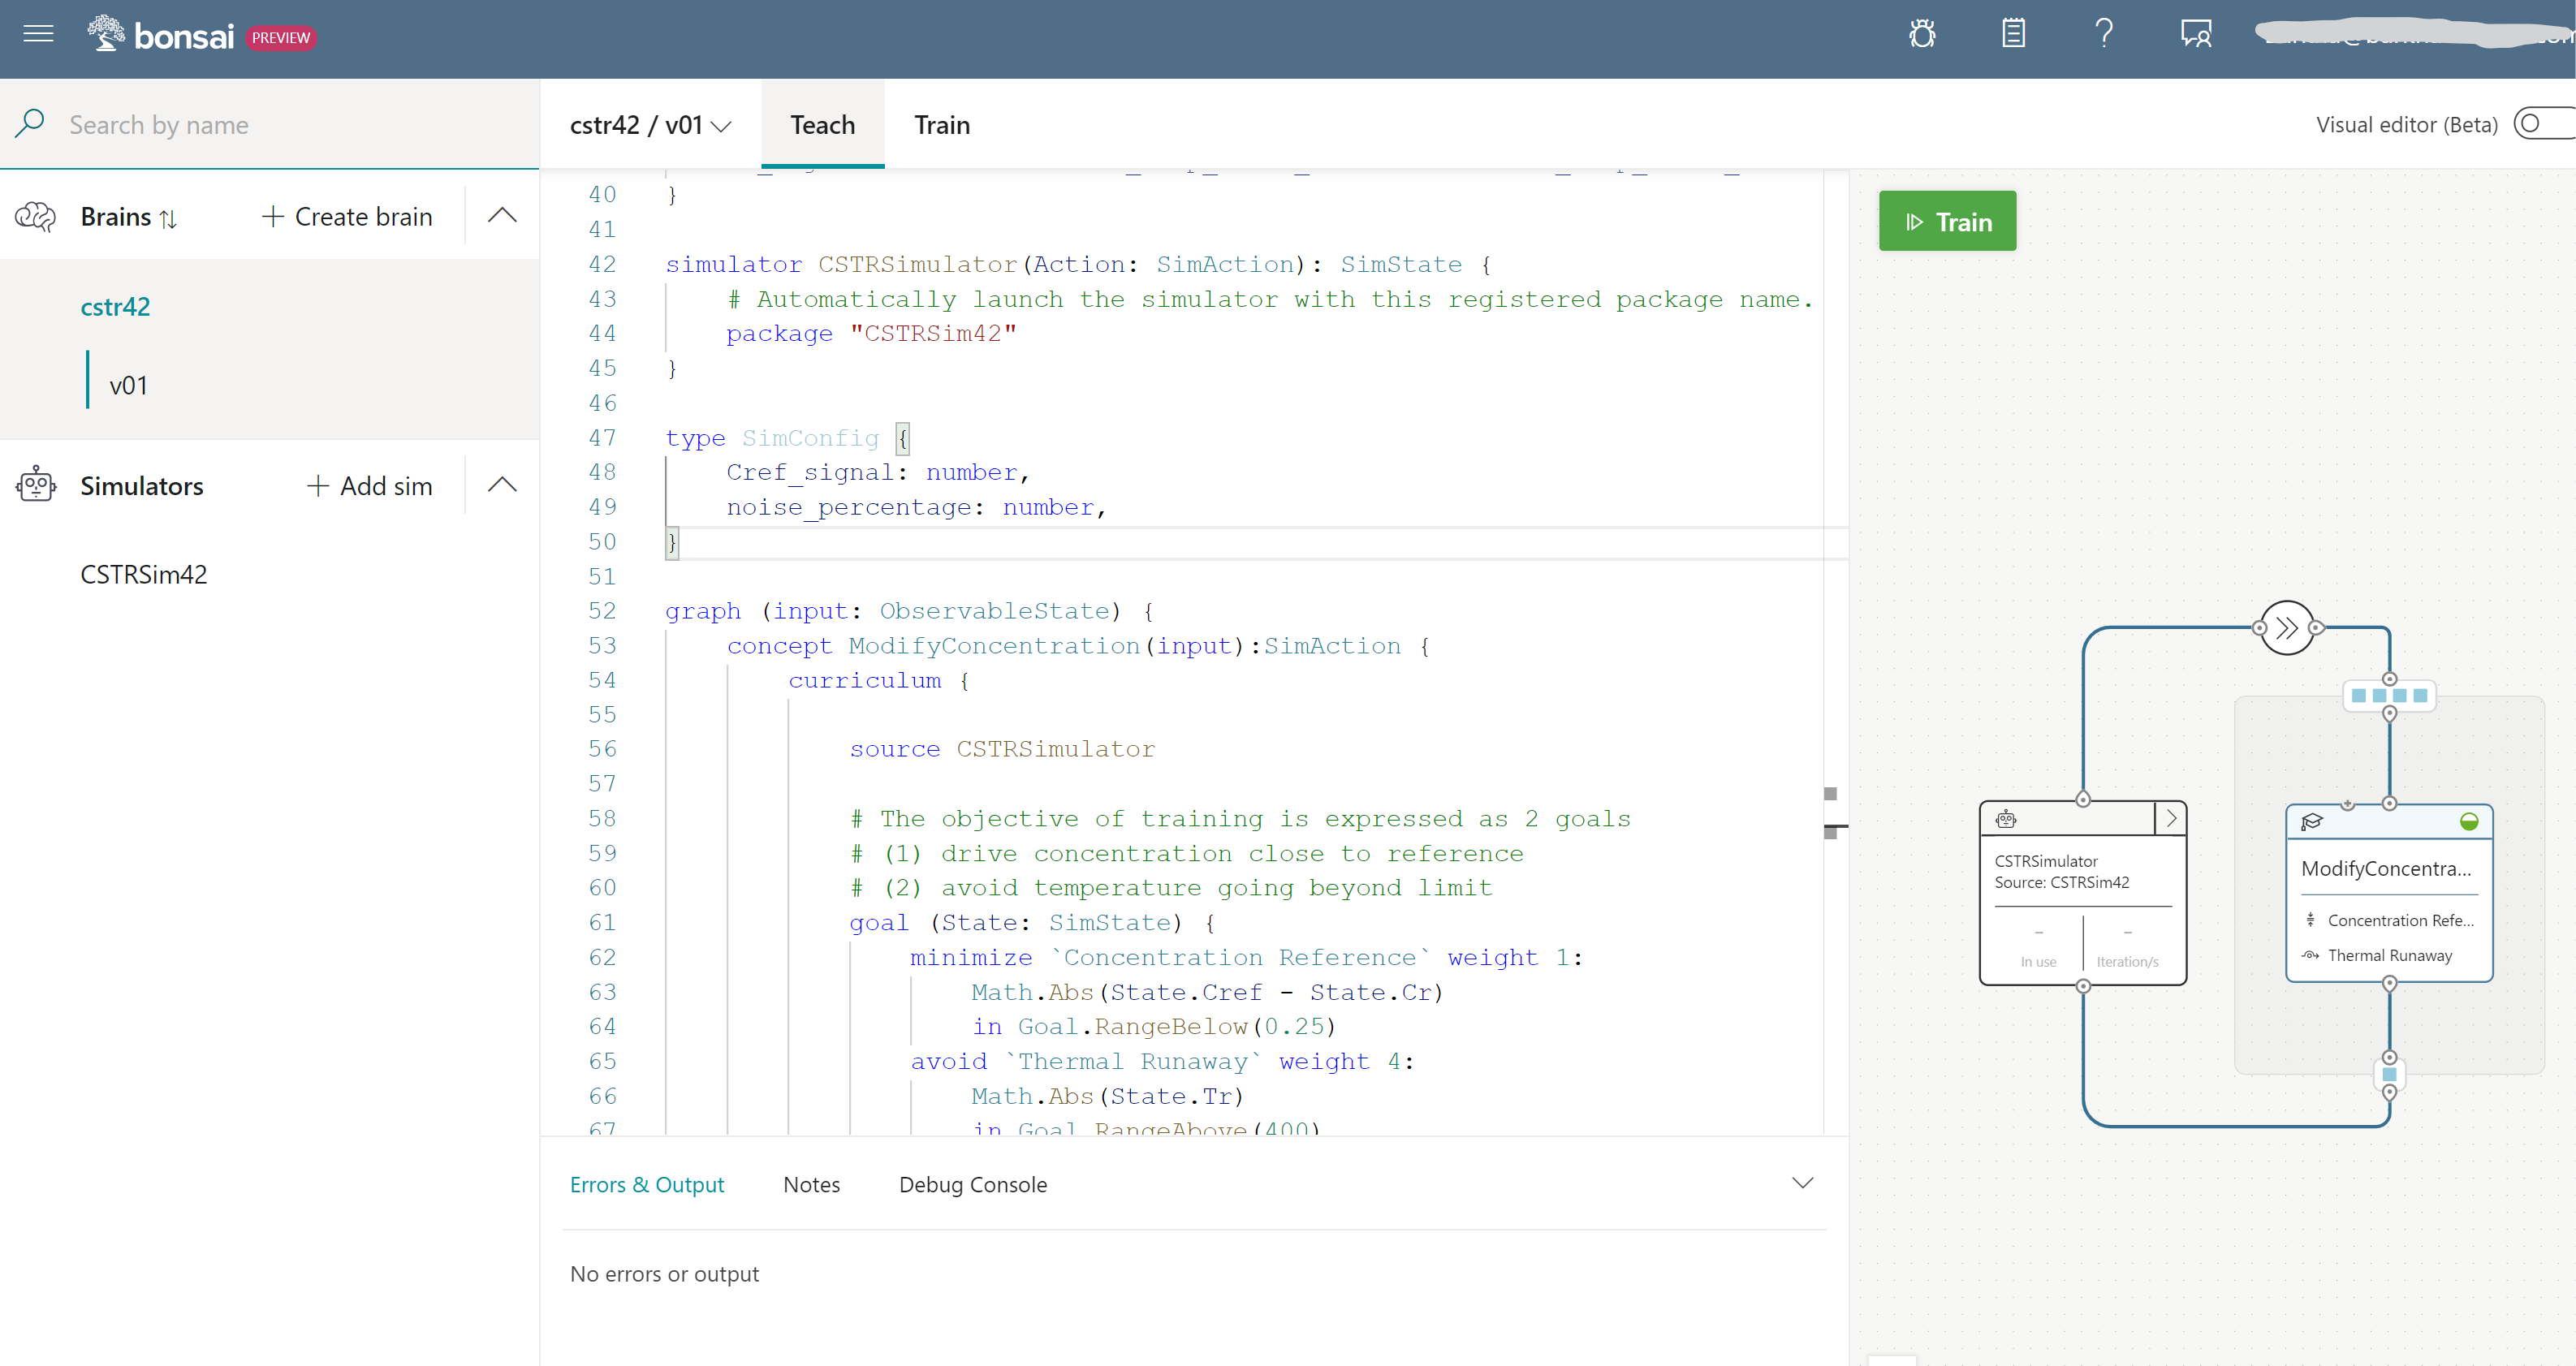 bonsai PREVIEW
Search by name
cstr42 / v01
Teach
Train
Visual editor (Beta)
Brains
Create brain
cstr42
v01
Simulators
Add sim
CSTRSim42
40 }
41
42 simulator CSTRSimulator(Action: SimAction): SimState {
43 # Automatically launch the simulator with this registered package name.
44 package "CSTRSim42"
45 }
46
47 type SimConfig {
48 Cref_signal: number,
49 noise_percentage: number,
50 }
51
52 graph (input: ObservableState) {
53 concept ModifyConcentration(input):SimAction {
54 curriculum {
55
56 source CSTRSimulator
57
58 # The objective of training is expressed as 2 goals
59 # (1) drive concentration close to reference
60 # (2) avoid temperature going beyond limit
61 goal (State: SimState) {
62 minimize `Concentration Reference` weight 1:
63 Math.Abs(State.Cref - State.Cr)
64 in Goal.RangeBelow(0.25)
65 avoid `Thermal Runaway` weight 4:
66 Math.Abs(State.Tr)
67 in Goal.RangeAbove(400)
Errors & Output
Notes
Debug Console
No errors or output
Train
CSTRSimulator
Source: CSTRSim42
- -
In use Iteration/s
ModifyConcentra...
Concentration Refe...
Thermal Runaway